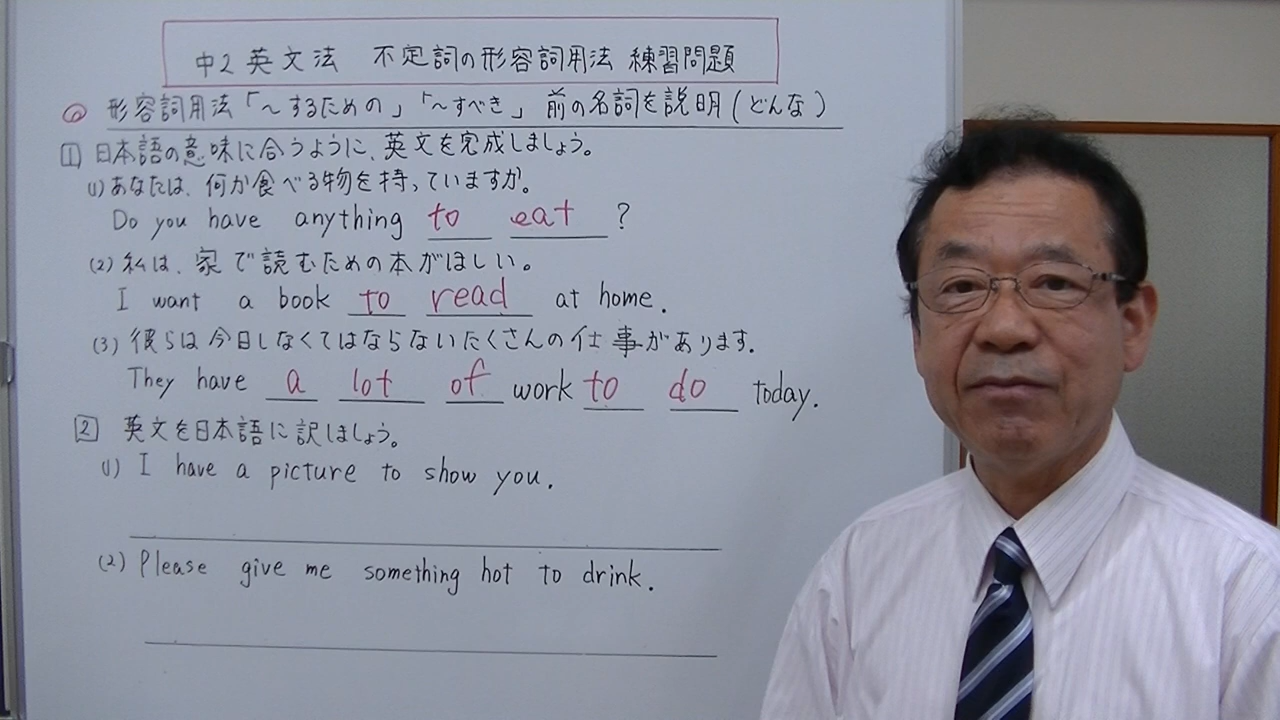 中2 英文法 不定詞の形容詞用法 練習問題
◎ 形容詞用法「～するための」「～すべき」 前の名詞を説明(どんな)
1 日本語の意味に合うように、英文を完成しましょう。
(1) あなたは、何か食べる物を持っていますか。
Do you have anything to eat ?
(2) 私は、家で読むための本がほしい。
I want a book to read at home.
(3) 彼らは今日しなくてはならないたくさんの仕事があります。
They have a lot of work to do today.
2 英文を日本語に訳しましょう。
(1) I have a picture to show you.
(2) Please give me something hot to drink.